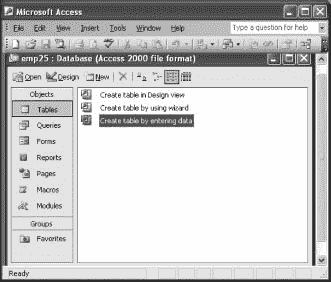 Microsoft Access
File Edit View Insert Tools Window Help Type a question for help
emp25 : Database (Access 2000 file format)
Open Design New
Objects
Tables
Queries
Forms
Reports
Pages
Macros
Modules
Groups
Favorites
Create table in Design view
Create table by using wizard
Create table by entering data
Ready